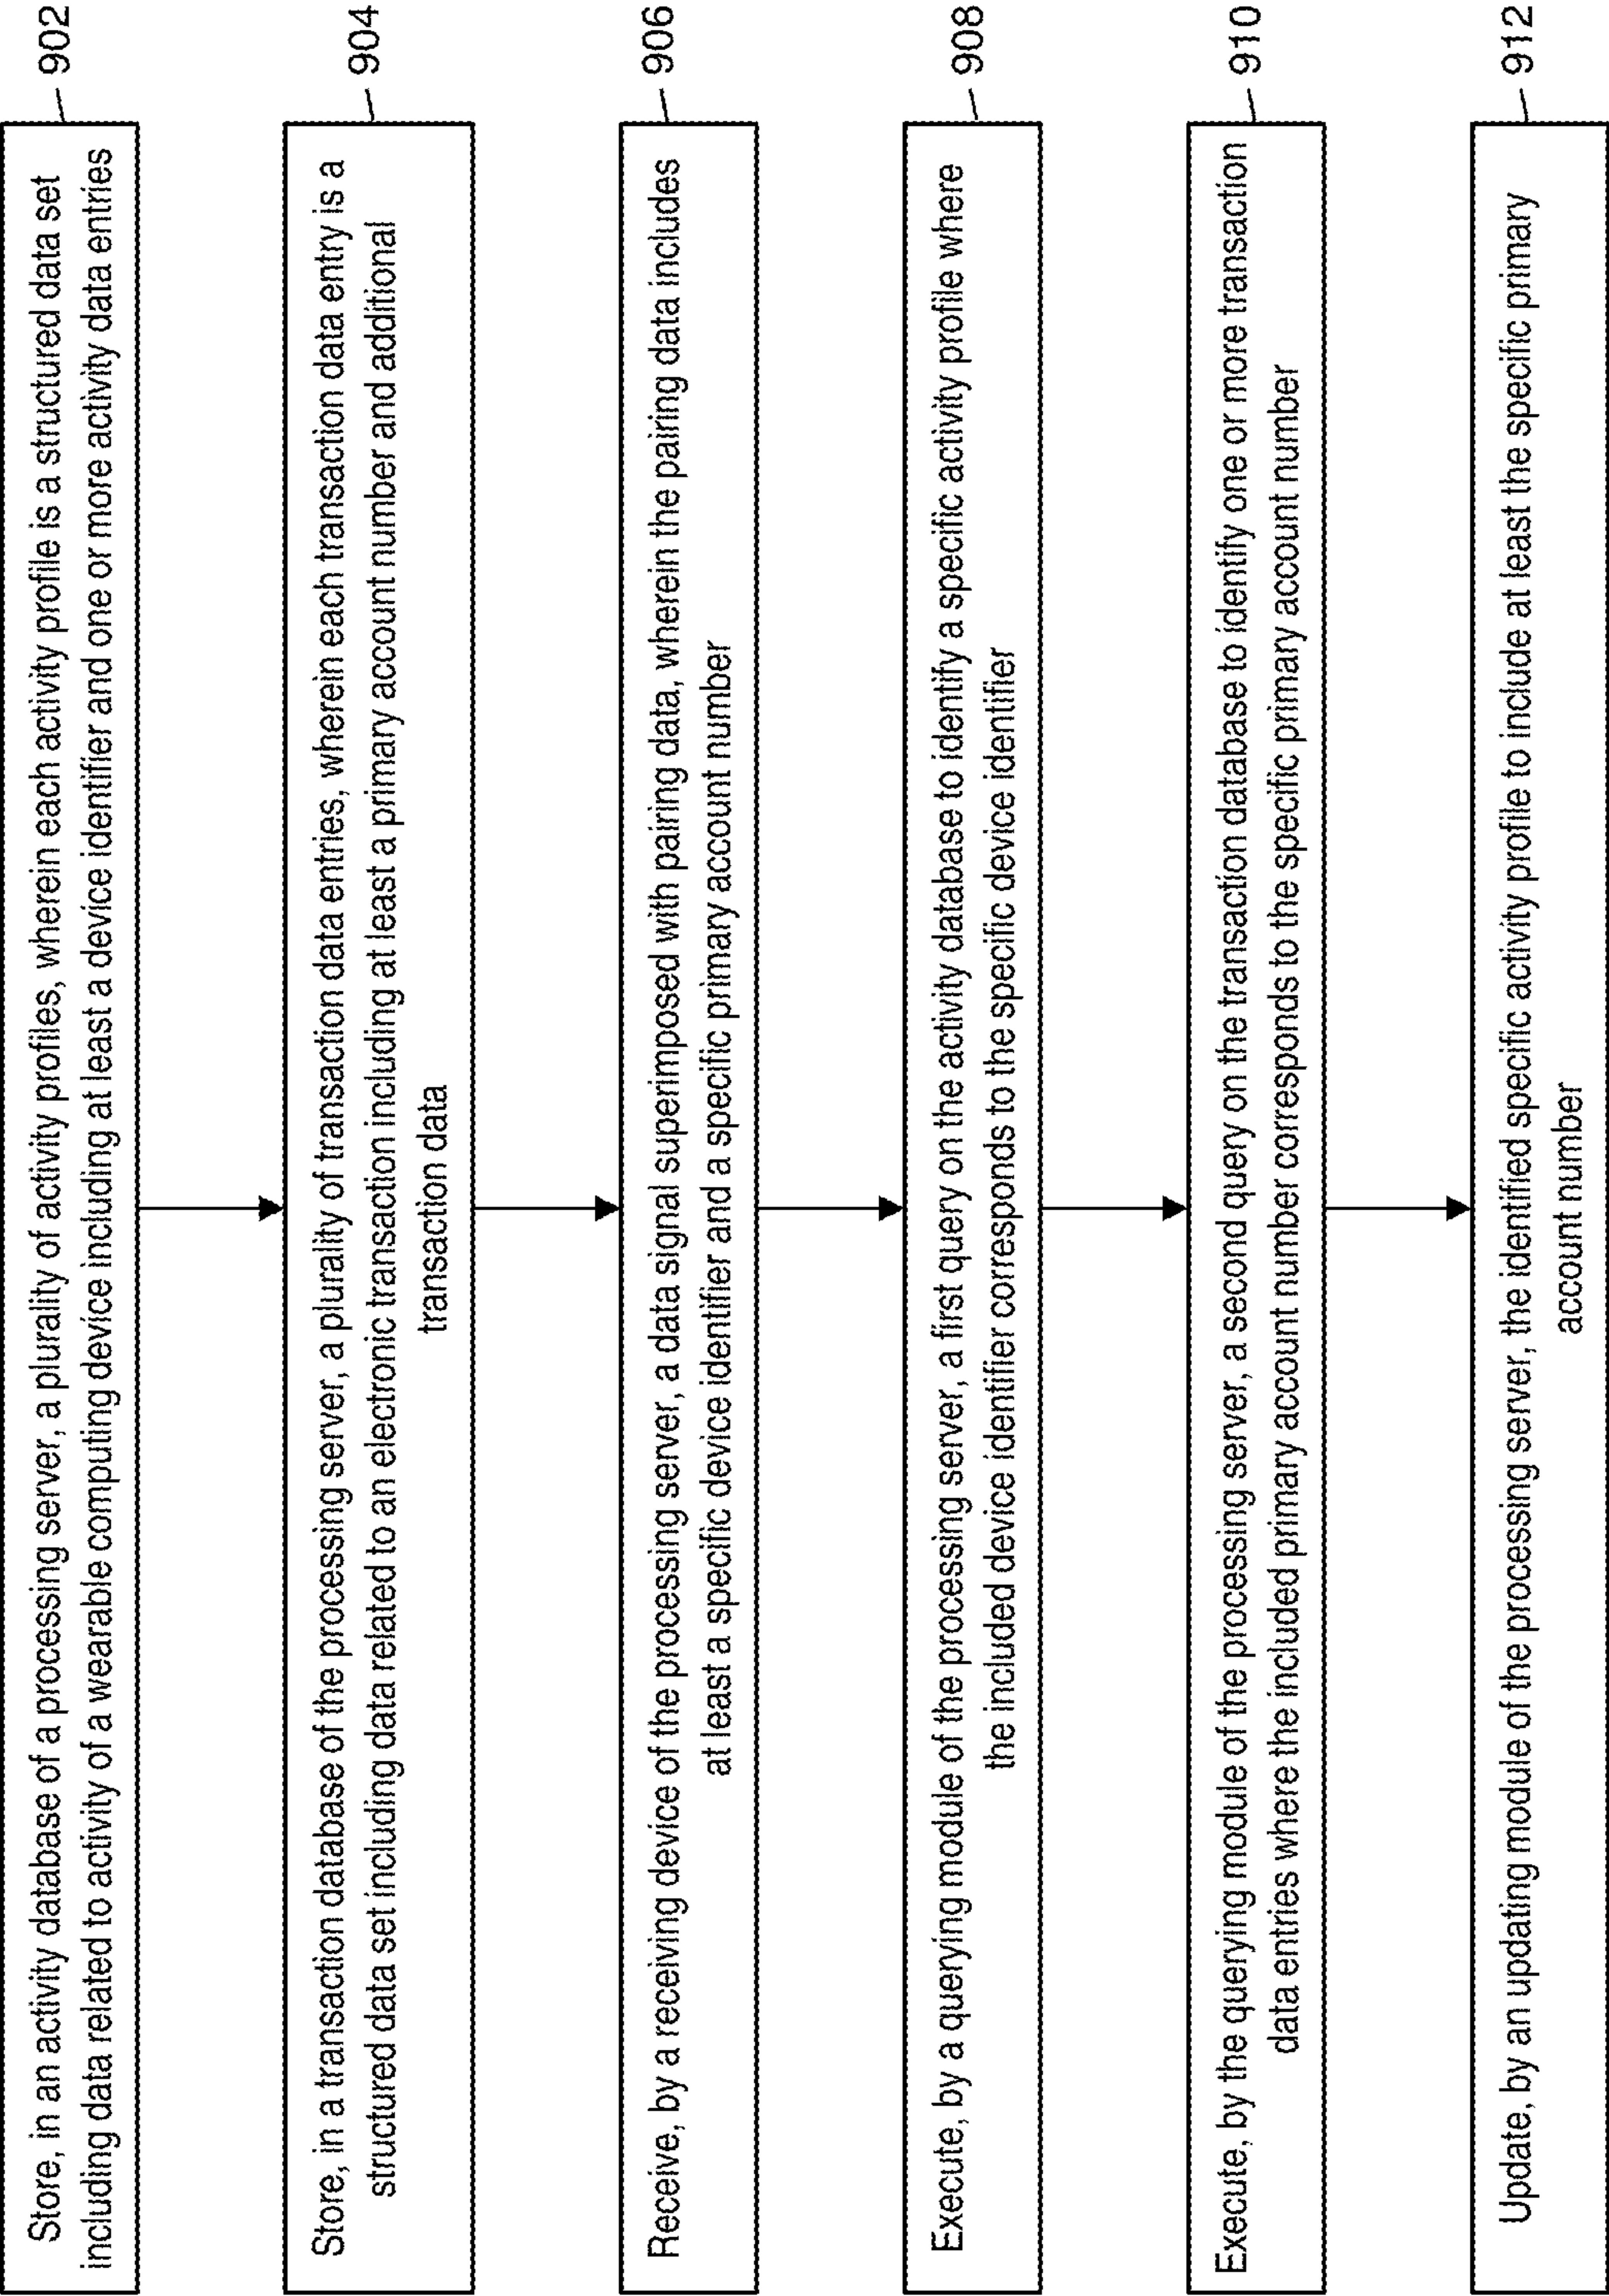 Store, in an activity database of a processing server, a plurality of activity profiles, wherein each activity profile is a structured data set
including data related to activity of a wearable computing device including at least a device identifier and one or more activity data entries
902
Store, in a transaction database of the processing server, a plurality of transaction data entries, wherein each transaction data entry is a
structured data set including data related to an electronic transaction including at least a primary account number and additional
transaction data
904
Receive, by a receiving device of the processing server, a data signal superimposed with pairing data, wherein the pairing data includes
at least a specific device identifier and a specific primary account number
906
Execute, by a querying module of the processing server, a first query on the activity database to identify a specific activity profile where
the included device identifier corresponds to the specific device identifier
908
Execute, by the querying module of the processing server, a second query on the transaction database to identify one or more transaction
data entries where the included primary account number corresponds to the specific primary account number
910
Update, by an updating module of the processing server, the identified specific activity profile to include at least the specific primary
account number
912